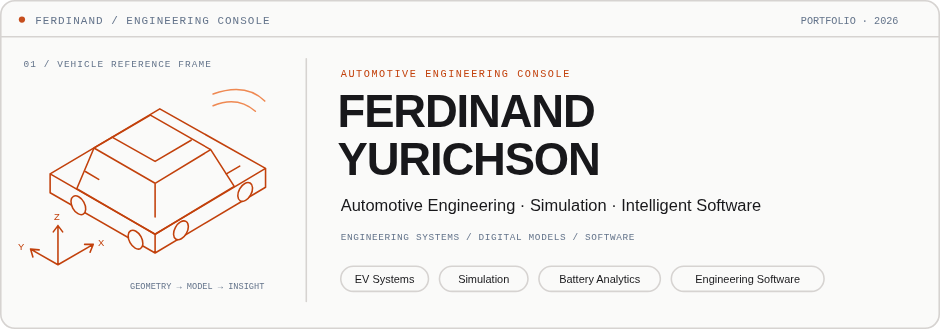 FERDINAND / ENGINEERING CONSOLE
PORTFOLIO · 2026
01 / VEHICLE REFERENCE FRAME
Z
Y
X
GEOMETRY → MODEL → INSIGHT
AUTOMOTIVE ENGINEERING CONSOLE
FERDINAND
YURICHSON
Automotive Engineering · Simulation · Intelligent Software
ENGINEERING SYSTEMS / DIGITAL MODELS / SOFTWARE
EV Systems
Simulation
Battery Analytics
Engineering Software